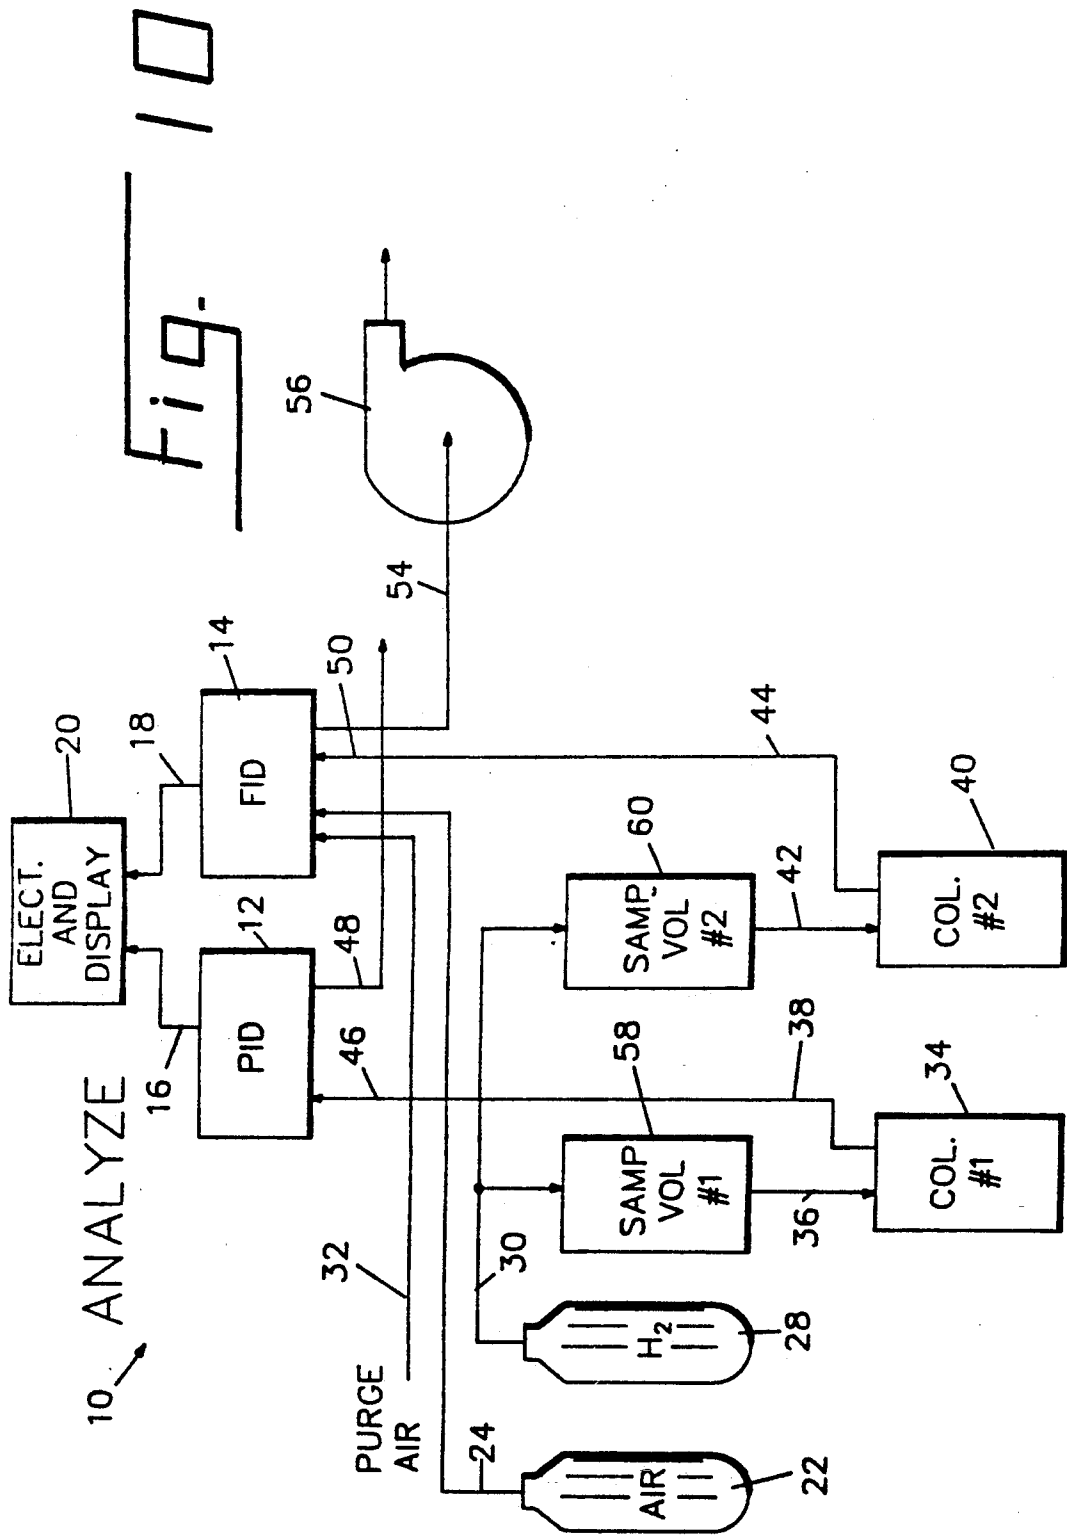 Fig. 10
10
ANALYZE
ELECT.
AND
DISPLAY
20
16
18
PID
12
FID
14
46
48
50
54
56
PURGE
AIR
32
24
30
AIR
22
H2
28
SAMP.
VOL
#1
58
SAMP.
VOL
#2
60
36
38
42
44
COL.
#1
34
COL.
#2
40